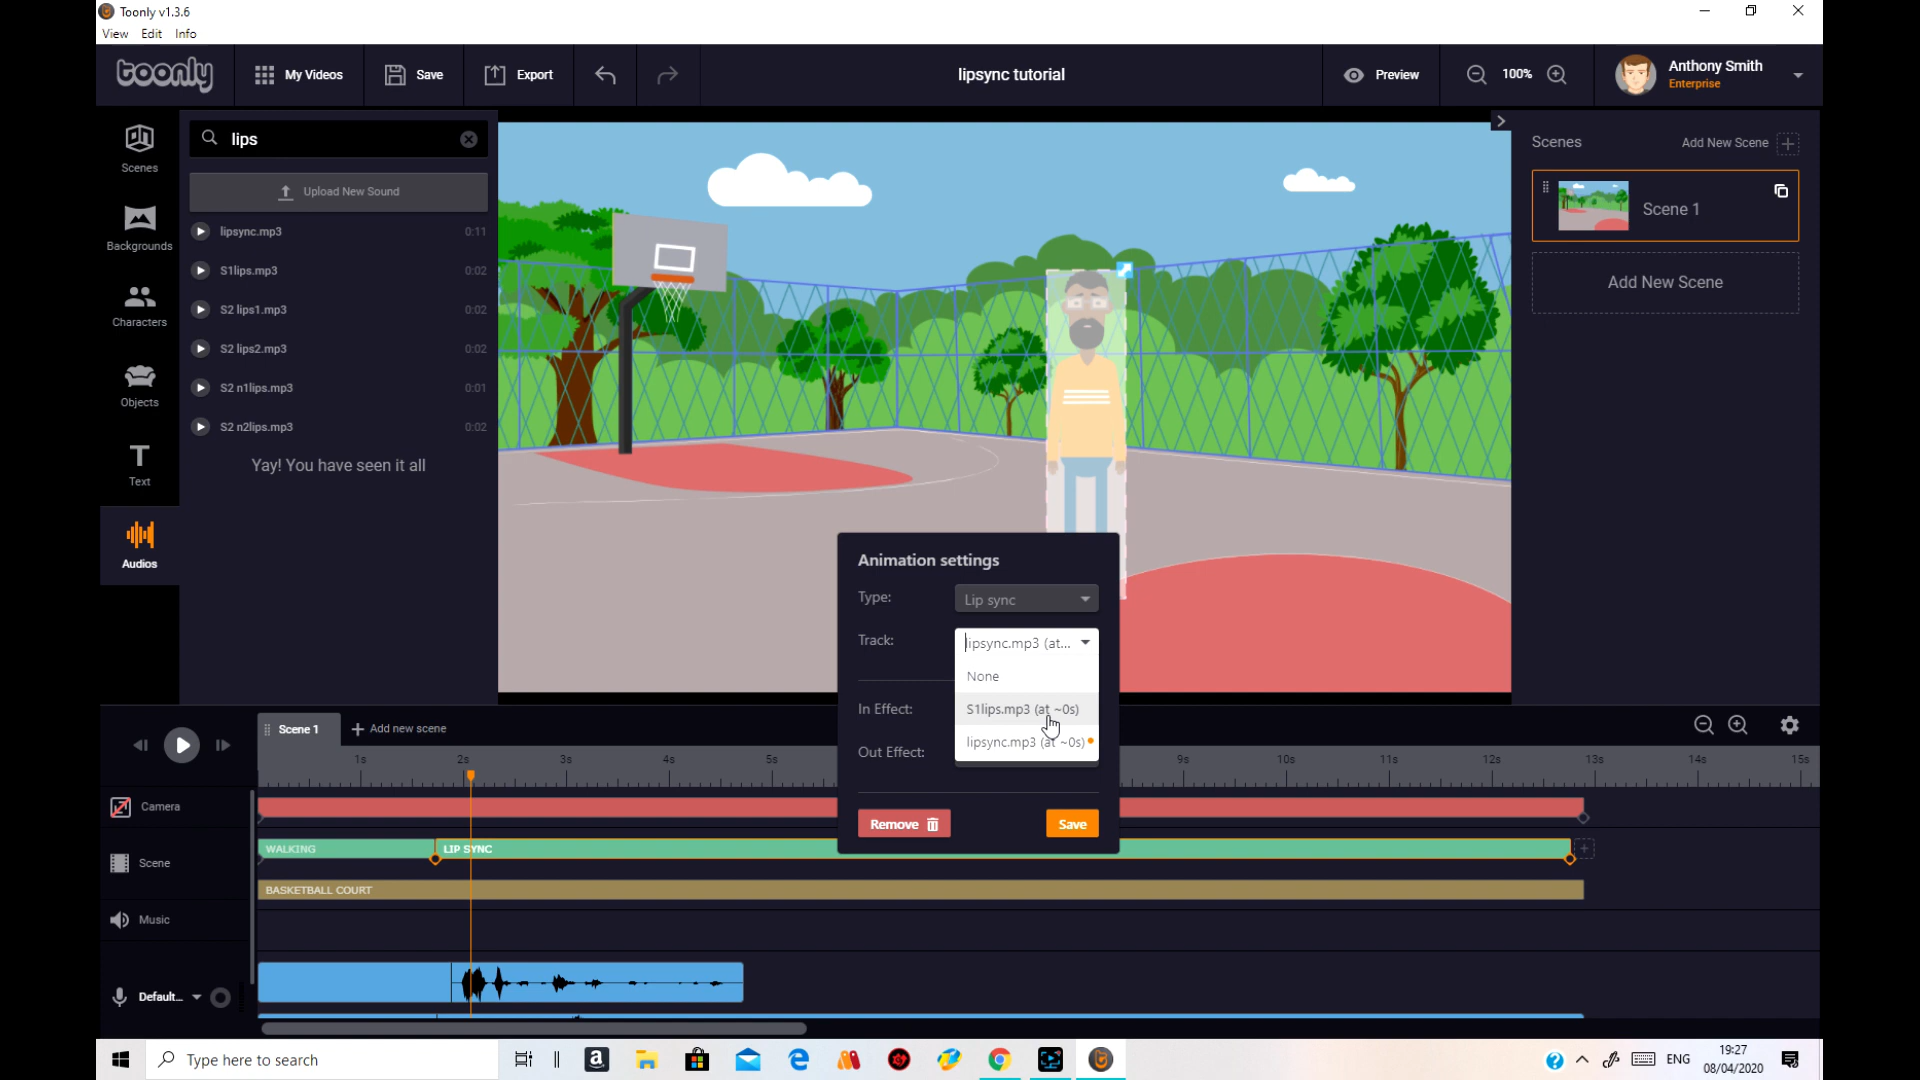 Toonly v1.3.6
View Edit Info
toonly
My Videos
Save
Export
lipsync tutorial
Preview
100%
Anthony Smith
Enterprise
Scenes
Backgrounds
Characters
Objects
Text
Audios
lips
Upload New Sound
lipsync.mp3 0:11
S1lips.mp3 0:02
S2 lips1.mp3 0:02
S2 lips2.mp3 0:02
S2 n1lips.mp3 0:01
S2 n2lips.mp3 0:02
Yay! You have seen it all
Scenes
Add New Scene
Scene 1
Add New Scene
Animation settings
Type: Lip sync
Track: lipsync.mp3 (at...
None
S1lips.mp3 (at ~0s)
lipsync.mp3 (at ~0s)
In Effect:
Out Effect:
Remove
Save
Scene 1
Add new scene
1s 2s 3s 4s 5s 9s 10s 11s 12s 13s 14s 15s
Camera
Scene
WALKING
LIP SYNC
BASKETBALL COURT
Music
Default...
Type here to search
ENG
19:27
08/04/2020